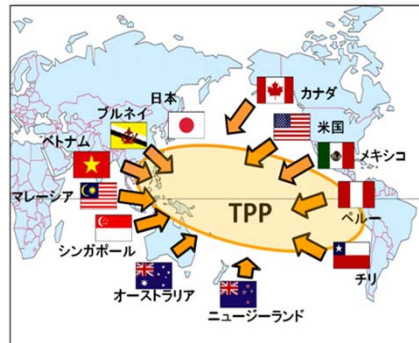 カナダ
日本
米国
ブルネイ
ベトナム
メキシコ
マレーシア
TPP
ペルー
シンガポール
チリ
オーストラリア
ニュージーランド